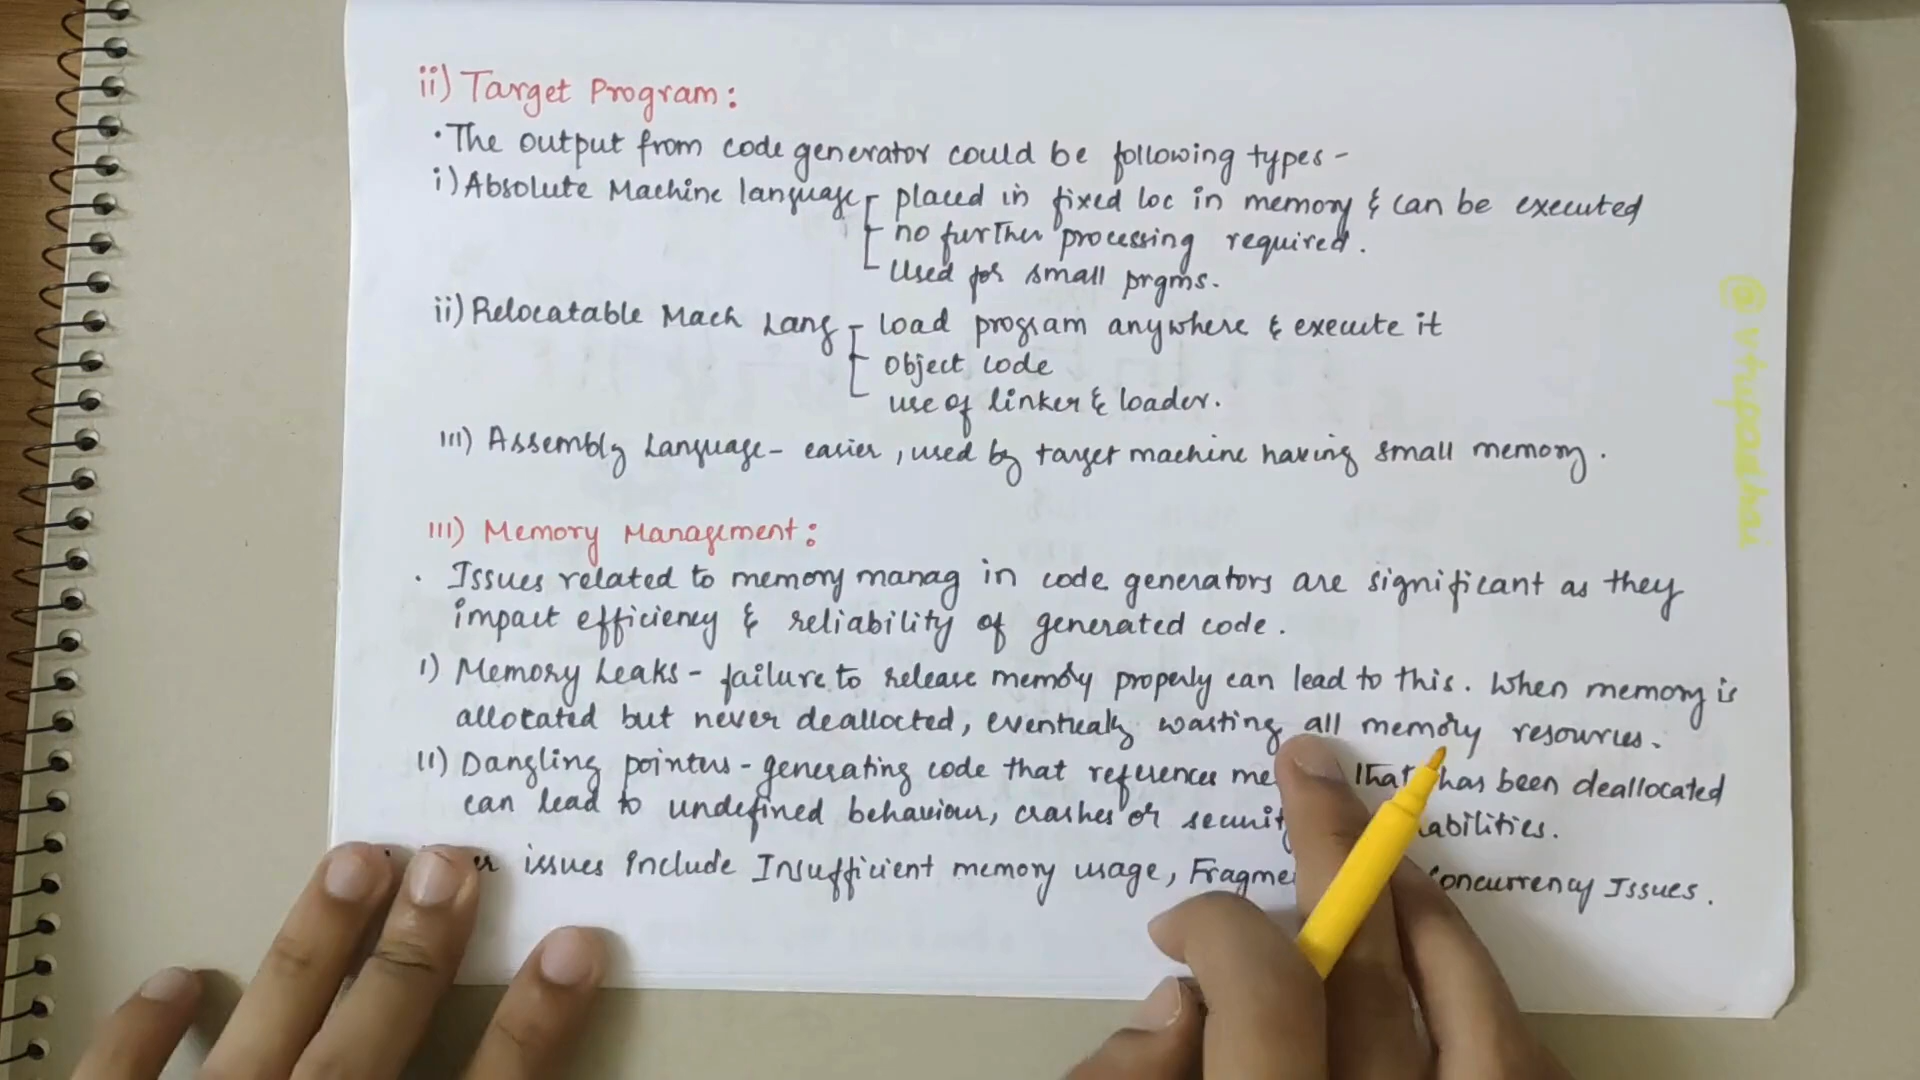 ii) Target Program:
· The output from code generator could be following types -
i) Absolute Machine language - placed in fixed loc in memory & can be executed
- no further processing required.
- Used for small prgms.
ii) Relocatable Mach Lang - load program anywhere & execute it
- Object code
use of linker & loader.
III) Assembly Language - easier, used by target machine having small memory.
III) Memory Management:
· Issues related to memory manag in code generators are significant as they
impact efficiency & reliability of generated code.
I) Memory Leaks - failure to release memory properly can lead to this. When memory is
allocated but never deallocted, eventually wasting all memory resources.
II) Dangling pointers - generating code that references me that has been deallocated
can lead to undefined behaviour, crashes or securit abilities.
issues include Insufficient memory usage, Fragme Concurrency Issues.
@vtupadhai